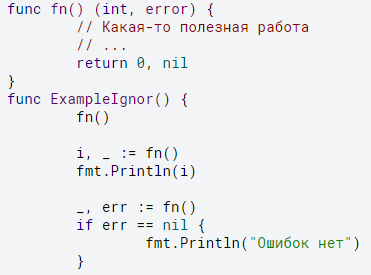 func fn() (int, error) {
        // Какая-то полезная работа
        // ...
        return 0, nil
}
func ExampleIgnor() {
        fn()

        i, _ := fn()
        fmt.Println(i)

        _, err := fn()
        if err == nil {
                fmt.Println("Ошибок нет")
        }